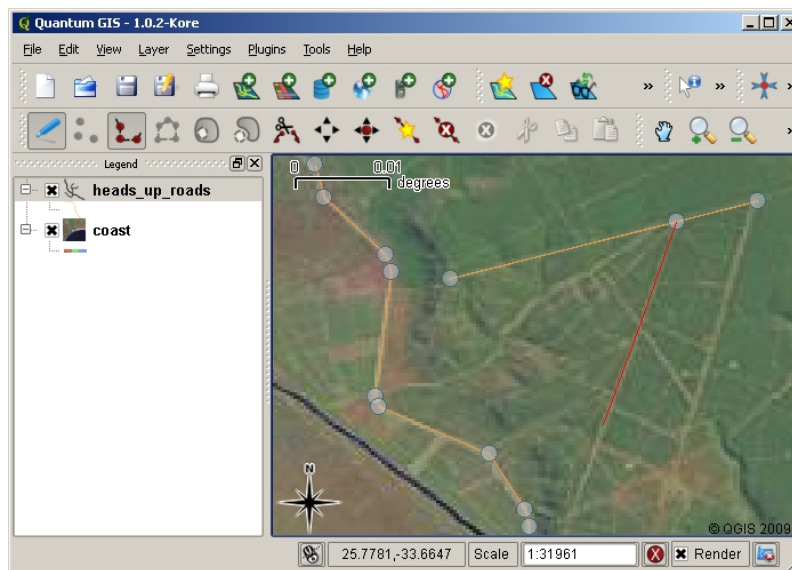 Quantum GIS - 1.0.2-Kore
File Edit View Layer Settings Plugins Tools Help
Legend
heads_up_roads
coast
0 0.01
degrees
N
© QGIS 2009
25.7781,-33.6647 Scale 1:31961 Render